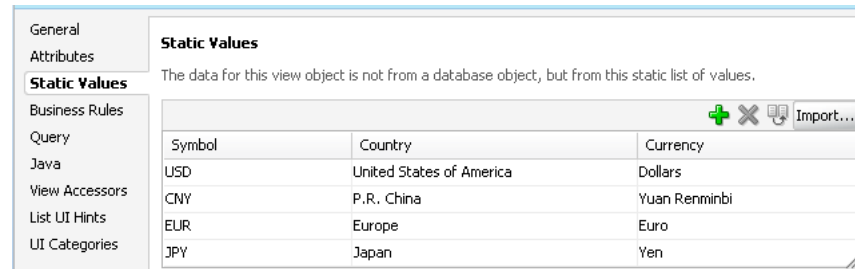 General
Attributes
Static Values
Business Rules
Query
Java
View Accessors
List UI Hints
UI Categories
Static Values
The data for this view object is not from a database object, but from this static list of values.
Import...
Symbol Country Currency
USD United States of America Dollars
CNY P.R. China Yuan Renminbi
EUR Europe Euro
JPY Japan Yen